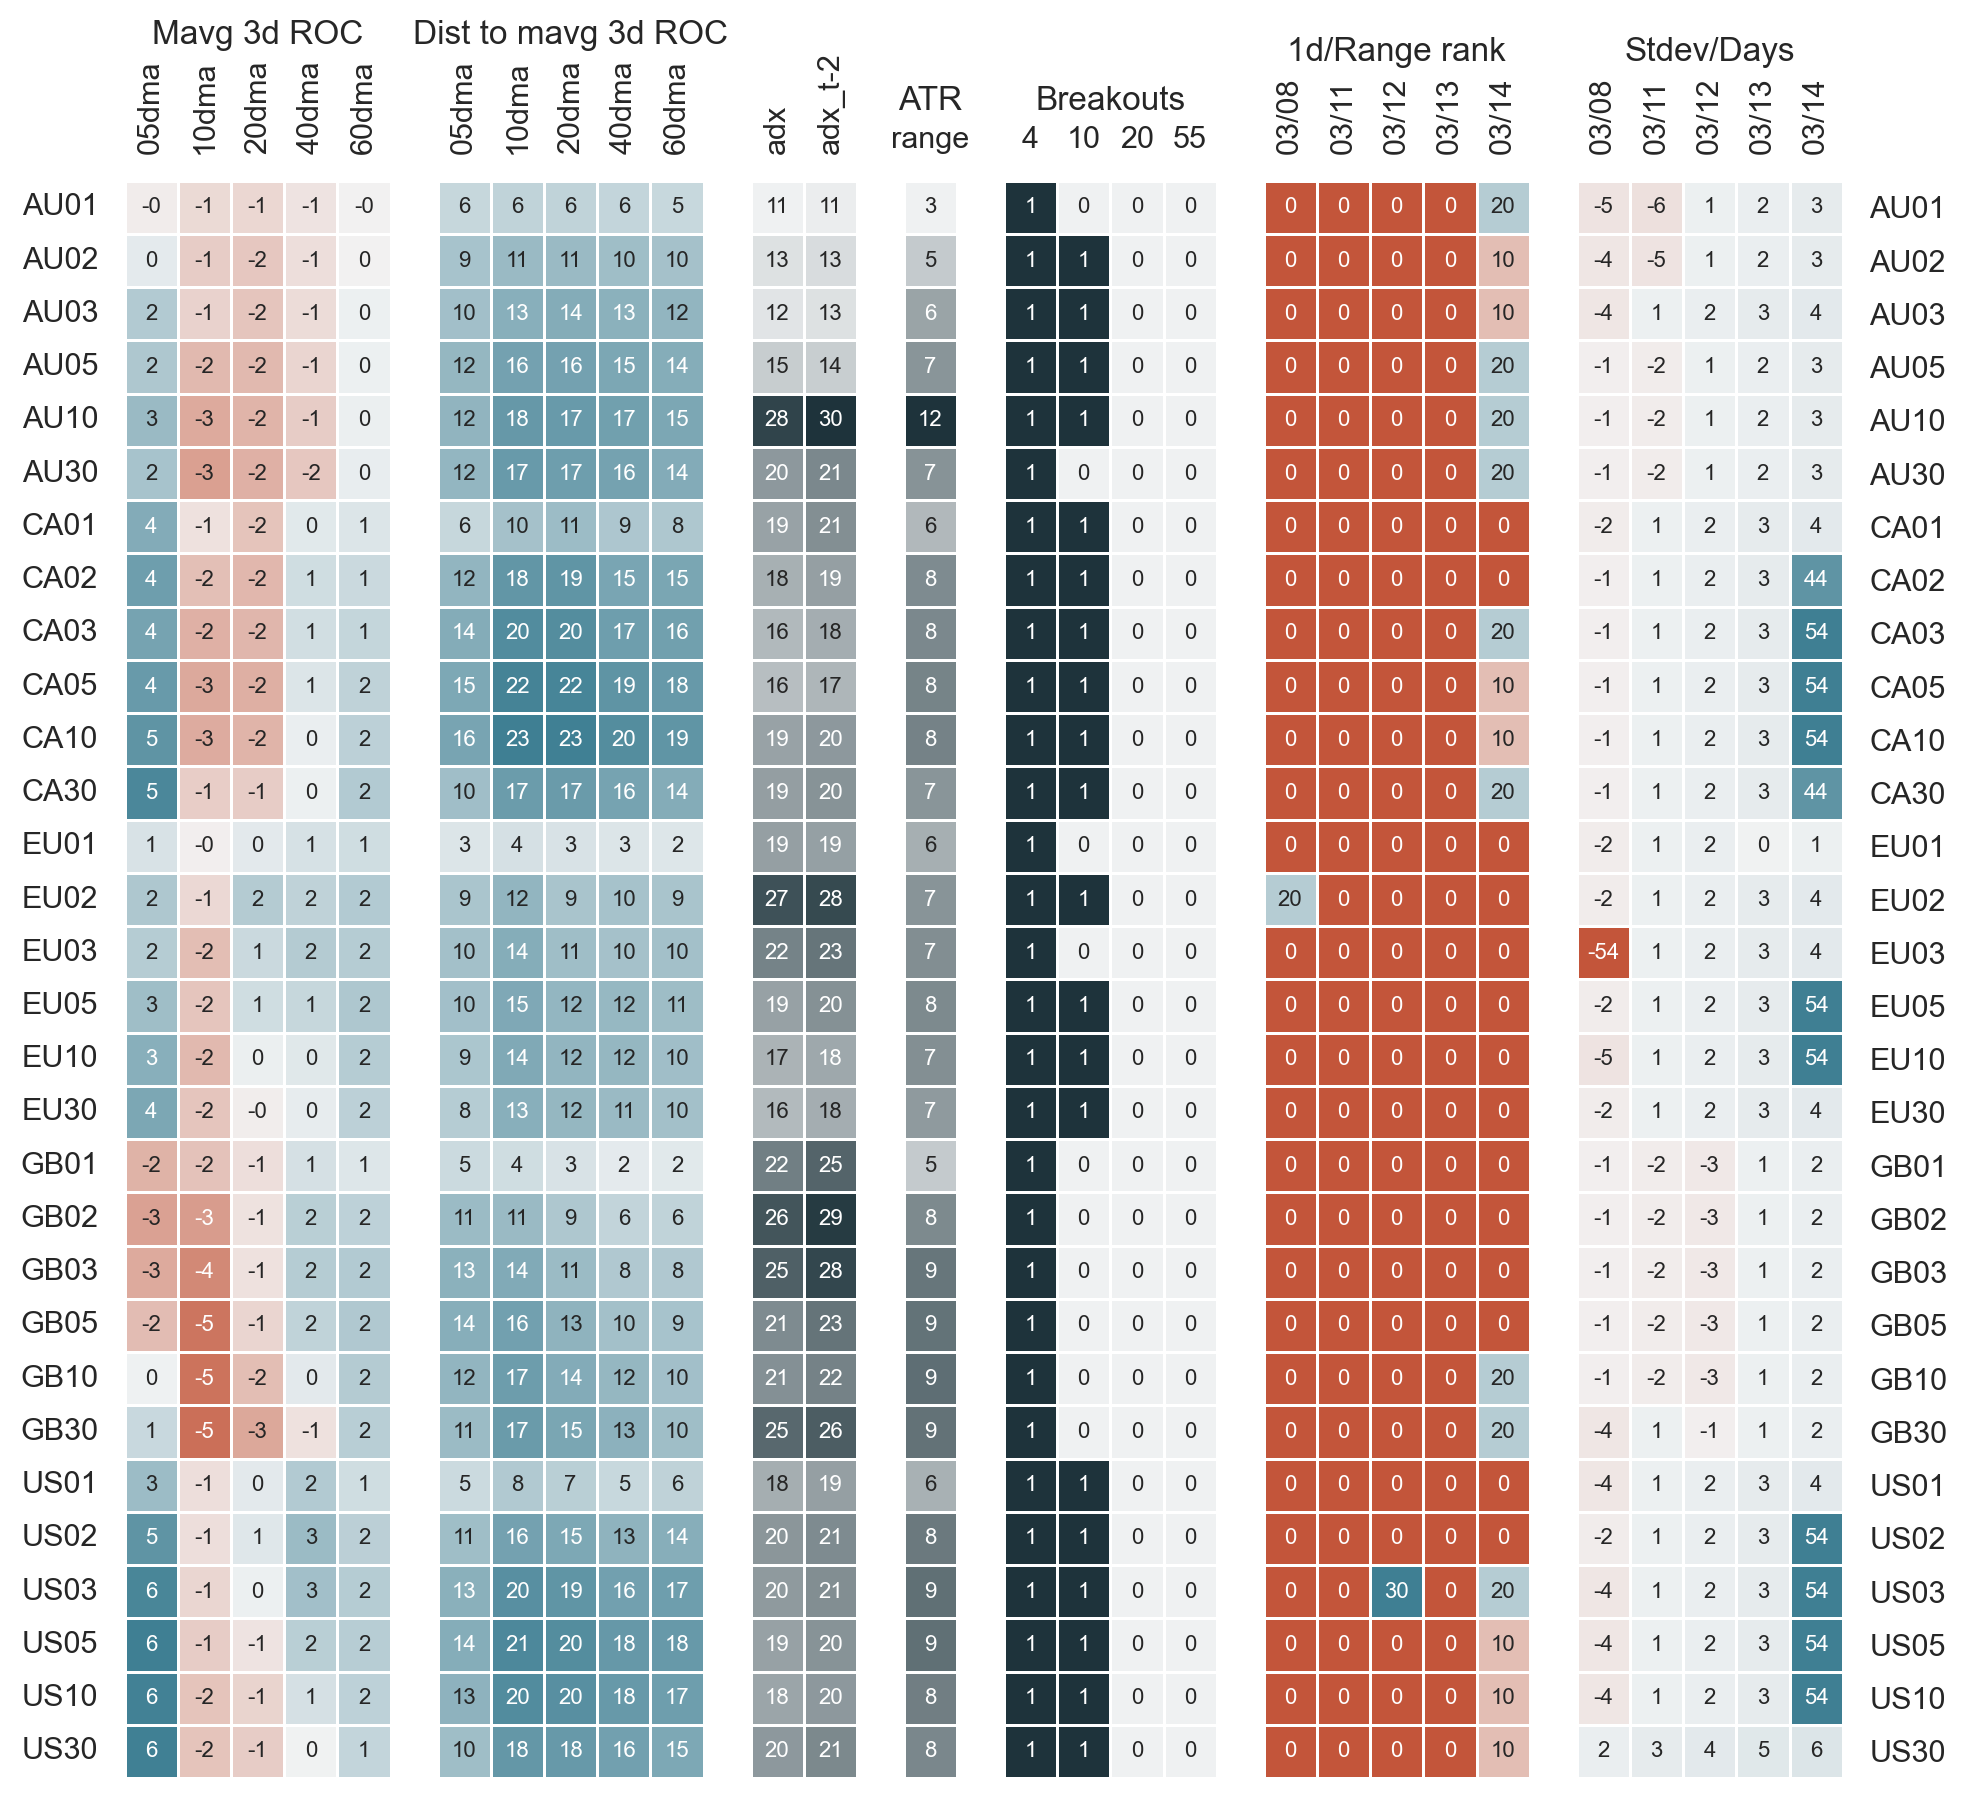 Mavg 3d ROC Dist to mavg 3d ROC 1d/Range rank Stdev/Days
ATR Breakouts
05dma 10dma 20dma 40dma 60dma 05dma 10dma 20dma 40dma 60dma adx adx_t-2 range 4 10 20 55 03/08 03/11 03/12 03/13 03/14 03/08 03/11 03/12 03/13 03/14
AU01 -0 -1 -1 -1 -0 6 6 6 6 5 11 11 3 1 0 0 0 0 0 0 0 20 -5 -6 1 2 3 AU01
AU02 0 -1 -2 -1 0 9 11 11 10 10 13 13 5 1 1 0 0 0 0 0 0 10 -4 -5 1 2 3 AU02
AU03 2 -1 -2 -1 0 10 13 14 13 12 12 13 6 1 1 0 0 0 0 0 0 10 -4 1 2 3 4 AU03
AU05 2 -2 -2 -1 0 12 16 16 15 14 15 14 7 1 1 0 0 0 0 0 0 20 -1 -2 1 2 3 AU05
AU10 3 -3 -2 -1 0 12 18 17 17 15 28 30 12 1 1 0 0 0 0 0 0 20 -1 -2 1 2 3 AU10
AU30 2 -3 -2 -2 0 12 17 17 16 14 20 21 7 1 0 0 0 0 0 0 0 20 -1 -2 1 2 3 AU30
CA01 4 -1 -2 0 1 6 10 11 9 8 19 21 6 1 1 0 0 0 0 0 0 0 -2 1 2 3 4 CA01
CA02 4 -2 -2 1 1 12 18 19 15 15 18 19 8 1 1 0 0 0 0 0 0 0 -1 1 2 3 44 CA02
CA03 4 -2 -2 1 1 14 20 20 17 16 16 18 8 1 1 0 0 0 0 0 0 20 -1 1 2 3 54 CA03
CA05 4 -3 -2 1 2 15 22 22 19 18 16 17 8 1 1 0 0 0 0 0 0 10 -1 1 2 3 54 CA05
CA10 5 -3 -2 0 2 16 23 23 20 19 19 20 8 1 1 0 0 0 0 0 0 10 -1 1 2 3 54 CA10
CA30 5 -1 -1 0 2 10 17 17 16 14 19 20 7 1 1 0 0 0 0 0 0 20 -1 1 2 3 44 CA30
EU01 1 -0 0 1 1 3 4 3 3 2 19 19 6 1 0 0 0 0 0 0 0 0 -2 1 2 0 1 EU01
EU02 2 -1 2 2 2 9 12 9 10 9 27 28 7 1 1 0 0 20 0 0 0 0 -2 1 2 3 4 EU02
EU03 2 -2 1 2 2 10 14 11 10 10 22 23 7 1 0 0 0 0 0 0 0 0 -54 1 2 3 4 EU03
EU05 3 -2 1 1 2 10 15 12 12 11 19 20 8 1 1 0 0 0 0 0 0 0 -2 1 2 3 54 EU05
EU10 3 -2 0 0 2 9 14 12 12 10 17 18 7 1 1 0 0 0 0 0 0 0 -5 1 2 3 54 EU10
EU30 4 -2 -0 0 2 8 13 12 11 10 16 18 7 1 1 0 0 0 0 0 0 0 -2 1 2 3 4 EU30
GB01 -2 -2 -1 1 1 5 4 3 2 2 22 25 5 1 0 0 0 0 0 0 0 0 -1 -2 -3 1 2 GB01
GB02 -3 -3 -1 2 2 11 11 9 6 6 26 29 8 1 0 0 0 0 0 0 0 0 -1 -2 -3 1 2 GB02
GB03 -3 -4 -1 2 2 13 14 11 8 8 25 28 9 1 0 0 0 0 0 0 0 0 -1 -2 -3 1 2 GB03
GB05 -2 -5 -1 2 2 14 16 13 10 9 21 23 9 1 0 0 0 0 0 0 0 0 -1 -2 -3 1 2 GB05
GB10 0 -5 -2 0 2 12 17 14 12 10 21 22 9 1 0 0 0 0 0 0 0 20 -1 -2 -3 1 2 GB10
GB30 1 -5 -3 -1 2 11 17 15 13 10 25 26 9 1 0 0 0 0 0 0 0 20 -4 1 -1 1 2 GB30
US01 3 -1 0 2 1 5 8 7 5 6 18 19 6 1 1 0 0 0 0 0 0 0 -4 1 2 3 4 US01
US02 5 -1 1 3 2 11 16 15 13 14 20 21 8 1 1 0 0 0 0 0 0 0 -2 1 2 3 54 US02
US03 6 -1 0 3 2 13 20 19 16 17 20 21 9 1 1 0 0 0 0 30 0 20 -4 1 2 3 54 US03
US05 6 -1 -1 2 2 14 21 20 18 18 19 20 9 1 1 0 0 0 0 0 0 10 -4 1 2 3 54 US05
US10 6 -2 -1 1 2 13 20 20 18 17 18 20 8 1 1 0 0 0 0 0 0 10 -4 1 2 3 54 US10
US30 6 -2 -1 0 1 10 18 18 16 15 20 21 8 1 1 0 0 0 0 0 0 10 2 3 4 5 6 US30